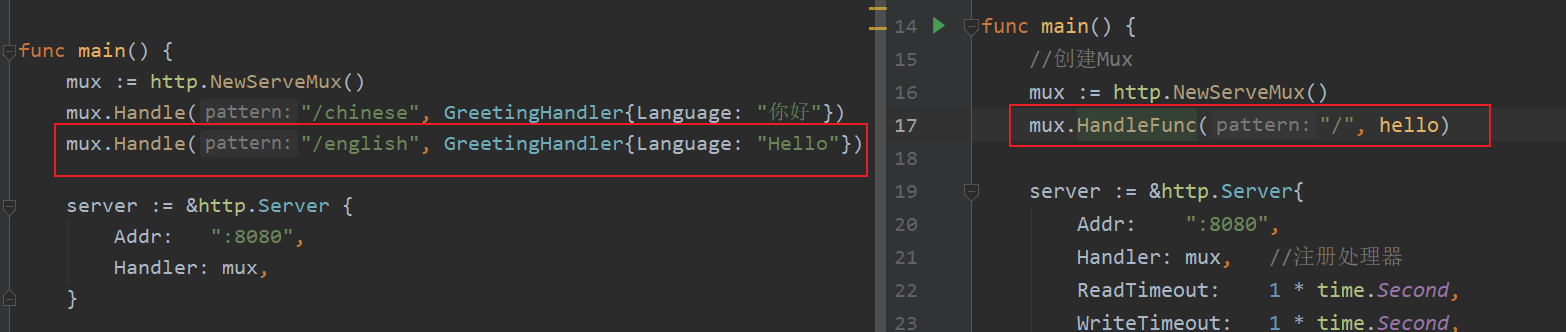 func main() {
mux := http.NewServeMux()
mux.Handle( pattern: "/chinese", GreetingHandler{Language: "你好"})
mux.Handle( pattern: "/english", GreetingHandler{Language: "Hello"})
server := &http.Server {
Addr: ":8080",
Handler: mux,
}
14 func main() {
15 //创建Mux
16 mux := http.NewServeMux()
17 mux.HandleFunc( pattern: "/", hello)
18
19 server := &http.Server{
20 Addr: ":8080",
21 Handler: mux, //注册处理器
22 ReadTimeout: 1 * time.Second,
23 WriteTimeout: 1 * time.Second,